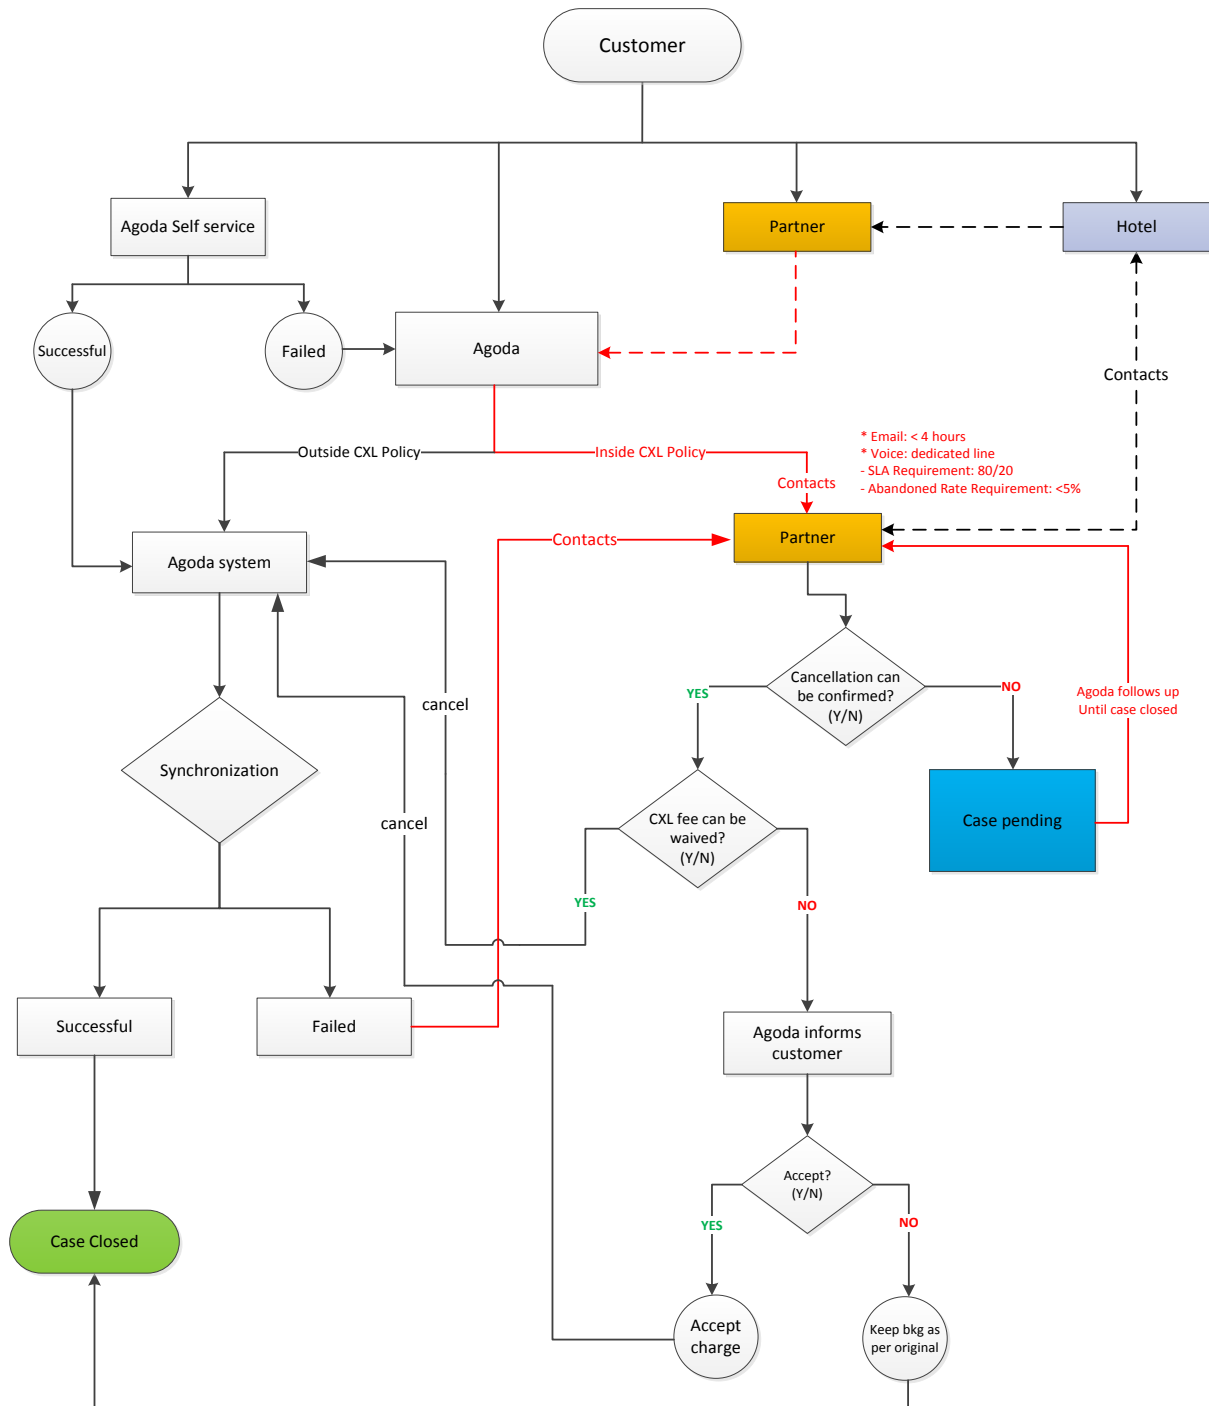 Customer
Agoda Self service
Partner
Hotel
Successful
Failed
Agoda
Contacts
Outside CXL Policy
Inside CXL Policy
* Email: < 4 hours
* Voice: dedicated line
- SLA Requirement: 80/20
- Abandoned Rate Requirement: <5%
Contacts
Agoda system
Contacts
Partner
Cancellation can
be confirmed?
(Y/N)
YES
NO
Agoda follows up
Until case closed
cancel
Synchronization
cancel
CXL fee can be
waived?
(Y/N)
Case pending
YES
NO
Successful
Failed
Agoda informs
customer
Accept?
(Y/N)
YES
NO
Case Closed
Accept
charge
Keep bkg as
per original